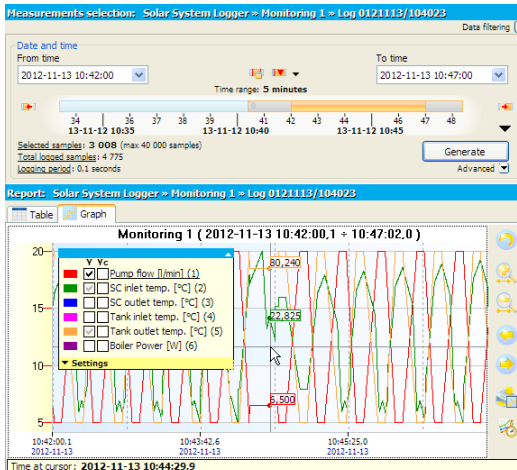 Measurements selection: Solar System Logger » Monitoring 1 » Log 0121113/104023
Data filtering
Date and time
From time
To time
2012-11-13 10:42:00
2012-11-13 10:47:00
Time range: 5 minutes
0
34 36 37 38 39 41 42 43 44 46 47 48
13-11-12 10:35 13-11-12 10:40 13-11-12 10:45
Selected samples: 3 008 (max 40 000 samples)
Total logged samples: 4 775
Logging period: 0,1 seconds
Generate
Advanced
Report: Solar System Logger » Monitoring 1 » Log 0121113/104023
Table Graph
Monitoring 1 ( 2012-11-13 10:42:00,1 ÷ 10:47:02,0 )
20
V Vc
Pump flow [l/min] (1)
SC inlet temp. [ºC] (2)
SC outlet temp. [ºC] (3)
Tank inlet temp. [ºC] (4)
Tank outlet temp. [ºC] (5)
Boiler Power [W] (6)
Settings
80,240
15
22,825
10
6,500
5
10:42:00.1 10:43:42.6 10:45:25.0
2012-11-13 2012-11-13 2012-11-13
Time at cursor: 2012-11-13 10:44:29.9